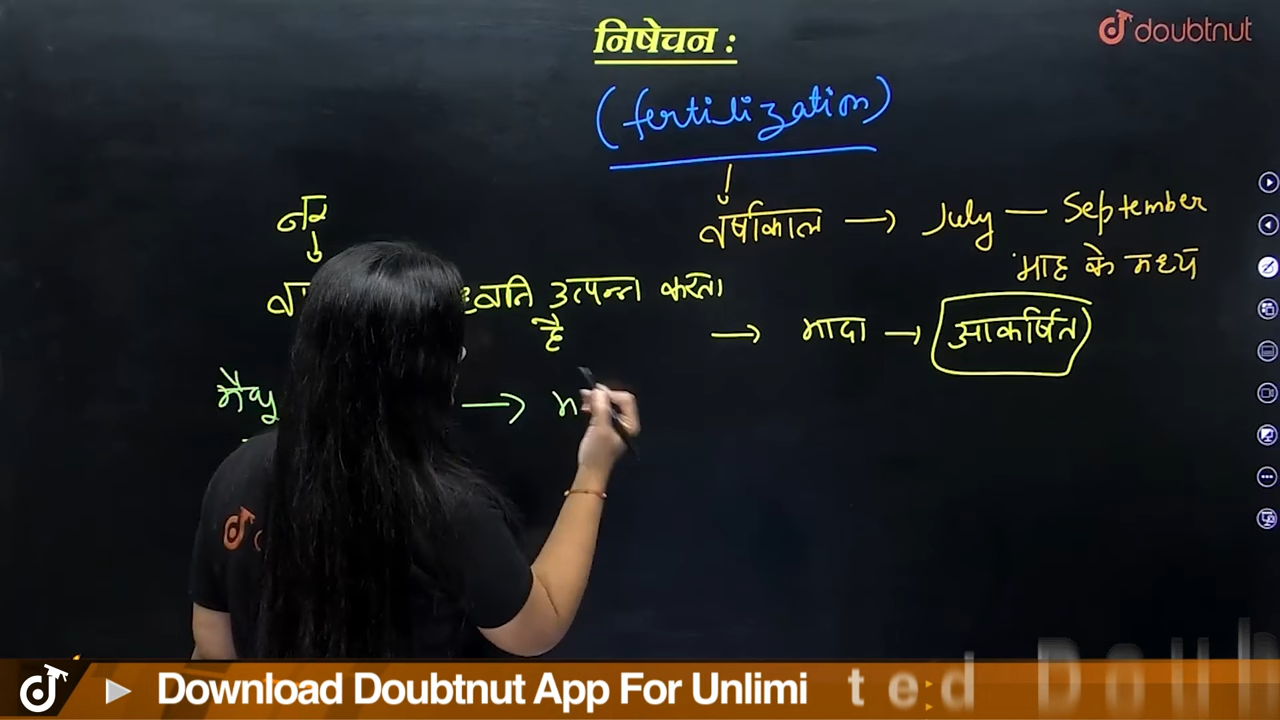 निषेचन :
doubtnut
(fertilization)
नर
वर्षाकाल → July — September
माह के मध्य
ध्वनि उत्पन्न करता
है
→ मादा → आकर्षित
→
Download Doubtnut App For Unlimi t e d D o u b